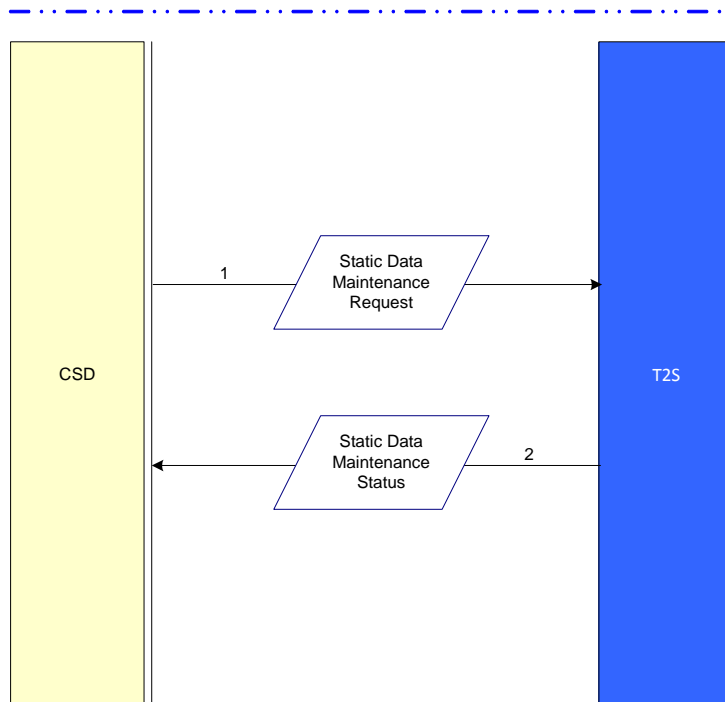 1
Static Data
Maintenance
Request
CSD
T2S
Static Data
Maintenance
Status
2